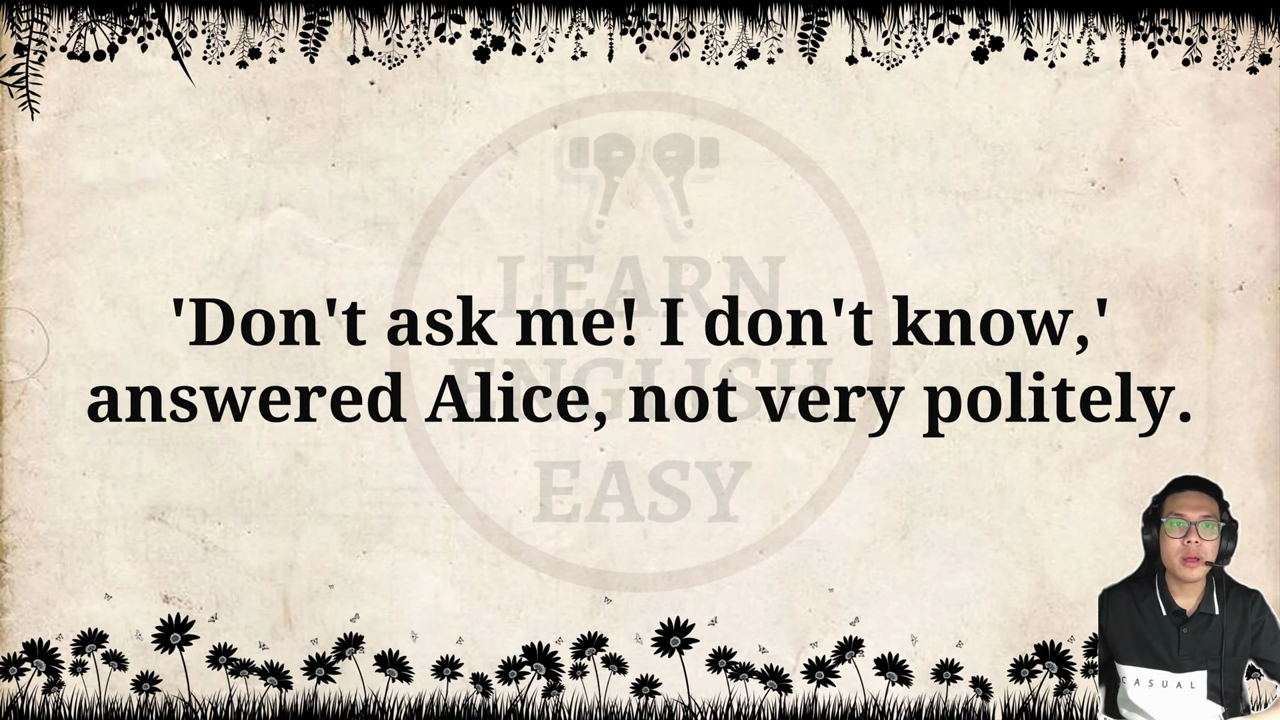 LEARN
'Don't ask me! I don't know,'
ENGLISH
answered Alice, not very politely.
EASY
CASUAL